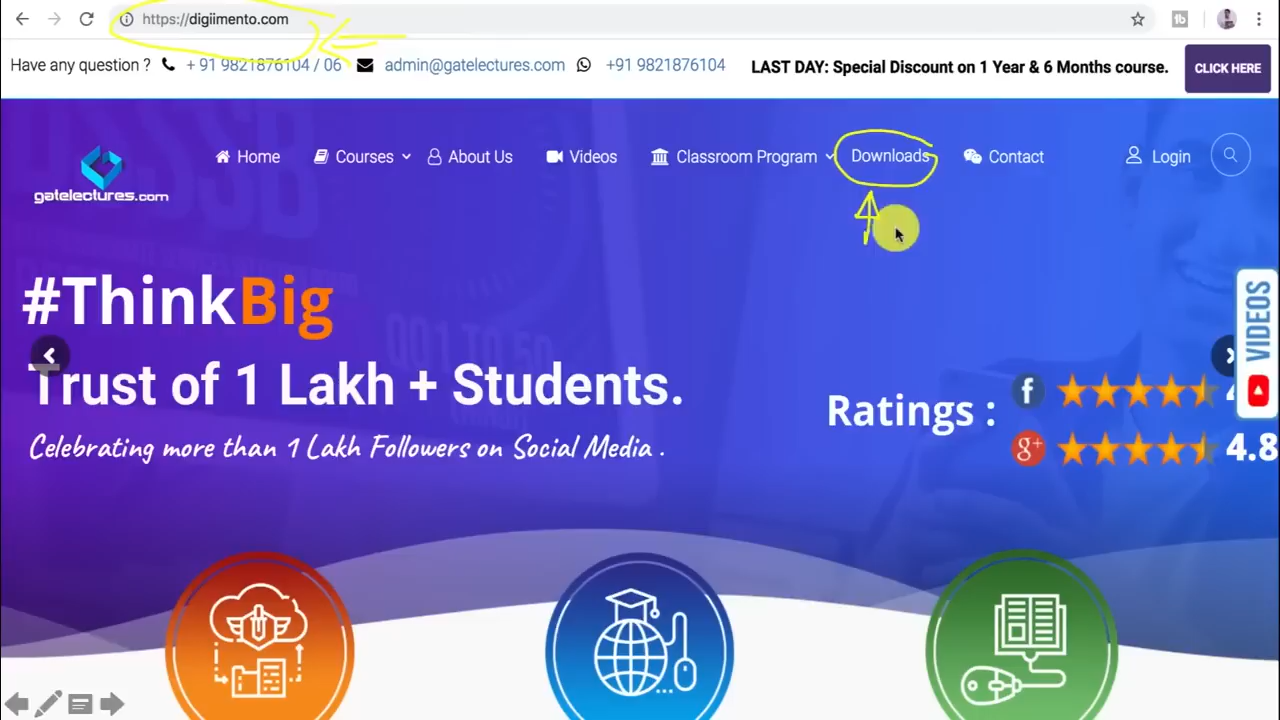 https://digiimento.com
Have any question ? + 91 9821876104 / 06 admin@gatelectures.com +91 9821876104 LAST DAY: Special Discount on 1 Year & 6 Months course. CLICK HERE
gatelectures.com
Home Courses About Us Videos Classroom Program Downloads Contact Login
#ThinkBig
Trust of 1 Lakh + Students.
Celebrating more than 1 Lakh Followers on Social Media .
Ratings :
4.8
VIDEOS